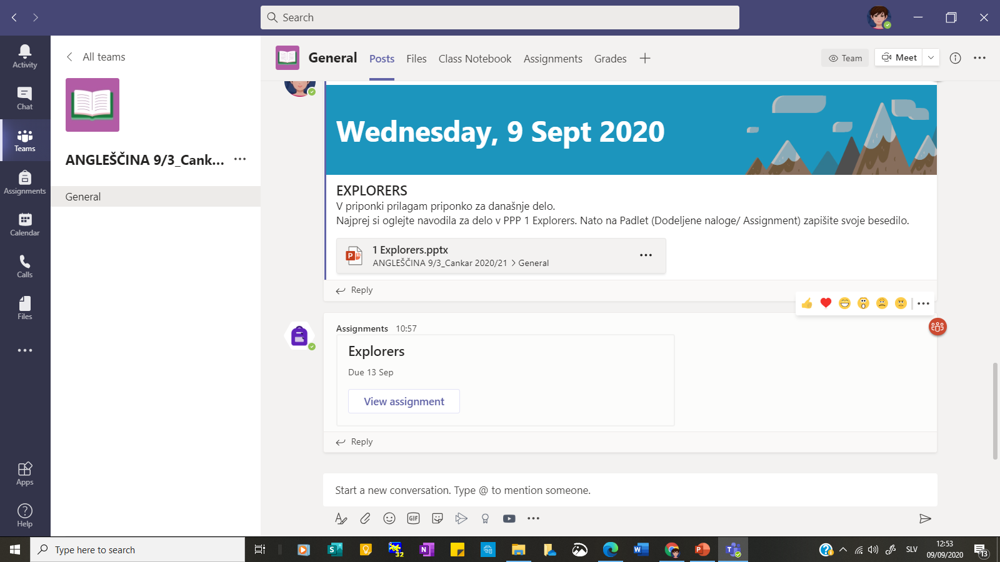 Search
Activity
Chat
Teams
Assignments
Calendar
Calls
Files
Apps
Help
All teams
ANGLEŠČINA 9/3_Cank...
General
General
Posts
Files
Class Notebook
Assignments
Grades
Team
Meet
Wednesday, 9 Sept 2020
EXPLORERS
V priponki prilagam priponko za današnje delo.
Najprej si oglejte navodila za delo v PPP 1 Explorers. Nato na Padlet (Dodeljene naloge/ Assignment) zapišite svoje besedilo.
1 Explorers.pptx
ANGLEŠČINA 9/3_Cankar 2020/21 > General
Reply
Assignments 10:57
Explorers
Due 13 Sep
View assignment
Reply
Start a new conversation. Type @ to mention someone.
GIF
Type here to search
32
SLV
12:53
09/09/2020
13